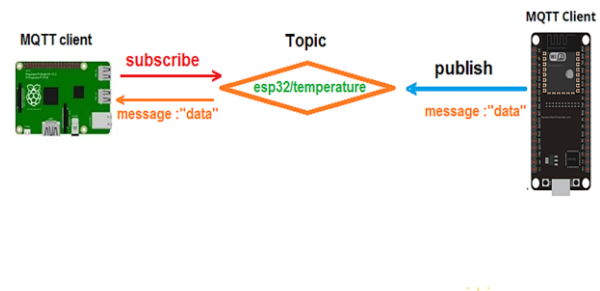 MQTT Client
MQTT client
Topic
subscribe
publish
esp32/temperature
message :"data"
message :"data"